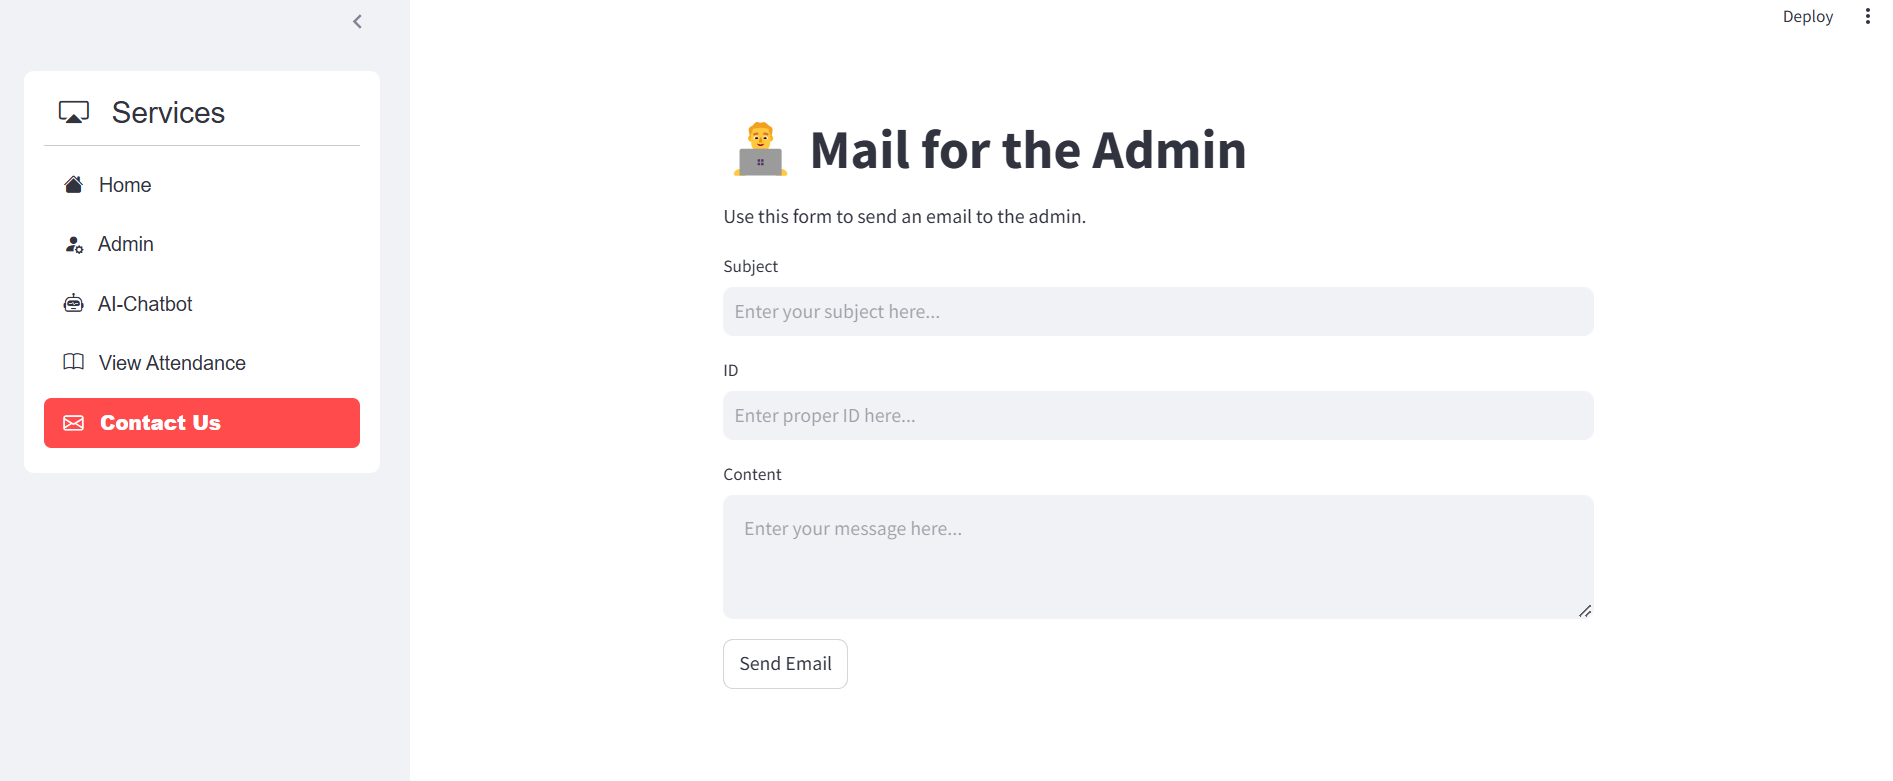 Deploy
Services
Home
Admin
AI-Chatbot
View Attendance
Contact Us
Mail for the Admin
Use this form to send an email to the admin.
Subject
Enter your subject here...
ID
Enter proper ID here...
Content
Enter your message here...
Send Email